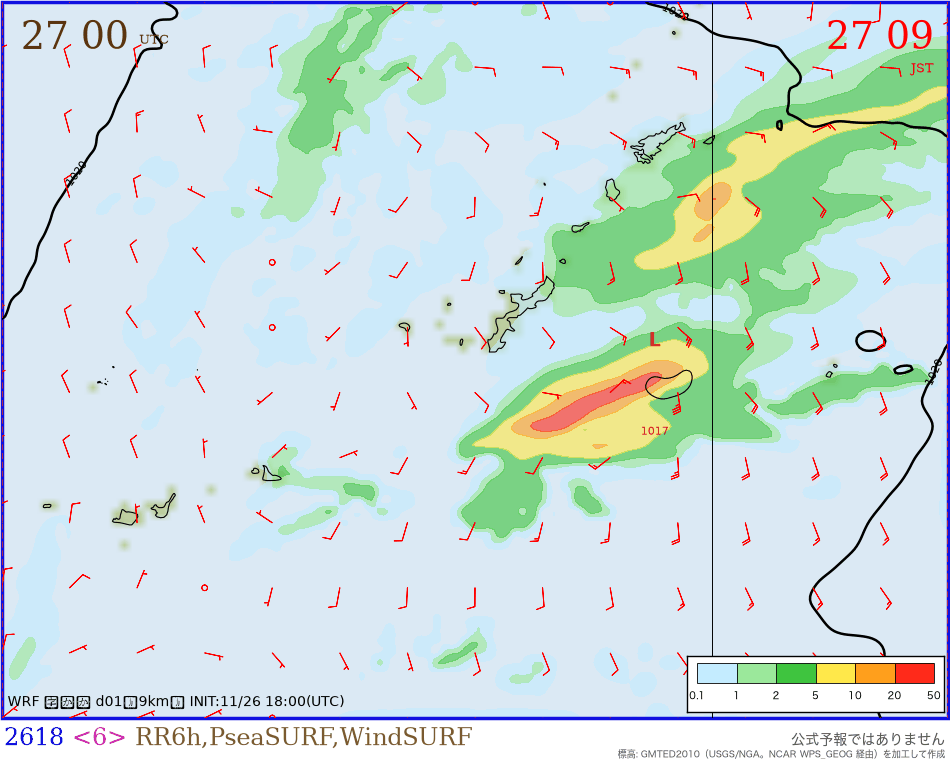 27 00 UTC
27 09
JST
1020
1020
L
1020
1017
0.1 1 2 5 10 20 50
WRF d01 9km INIT:11/26 18:00(UTC)
2618 <6> RR6h,PseaSURF,WindSURF
公式予報ではありません
標高: GMTED2010（USGS/NGA。NCAR WPS_GEOG 経由）を加工して作成